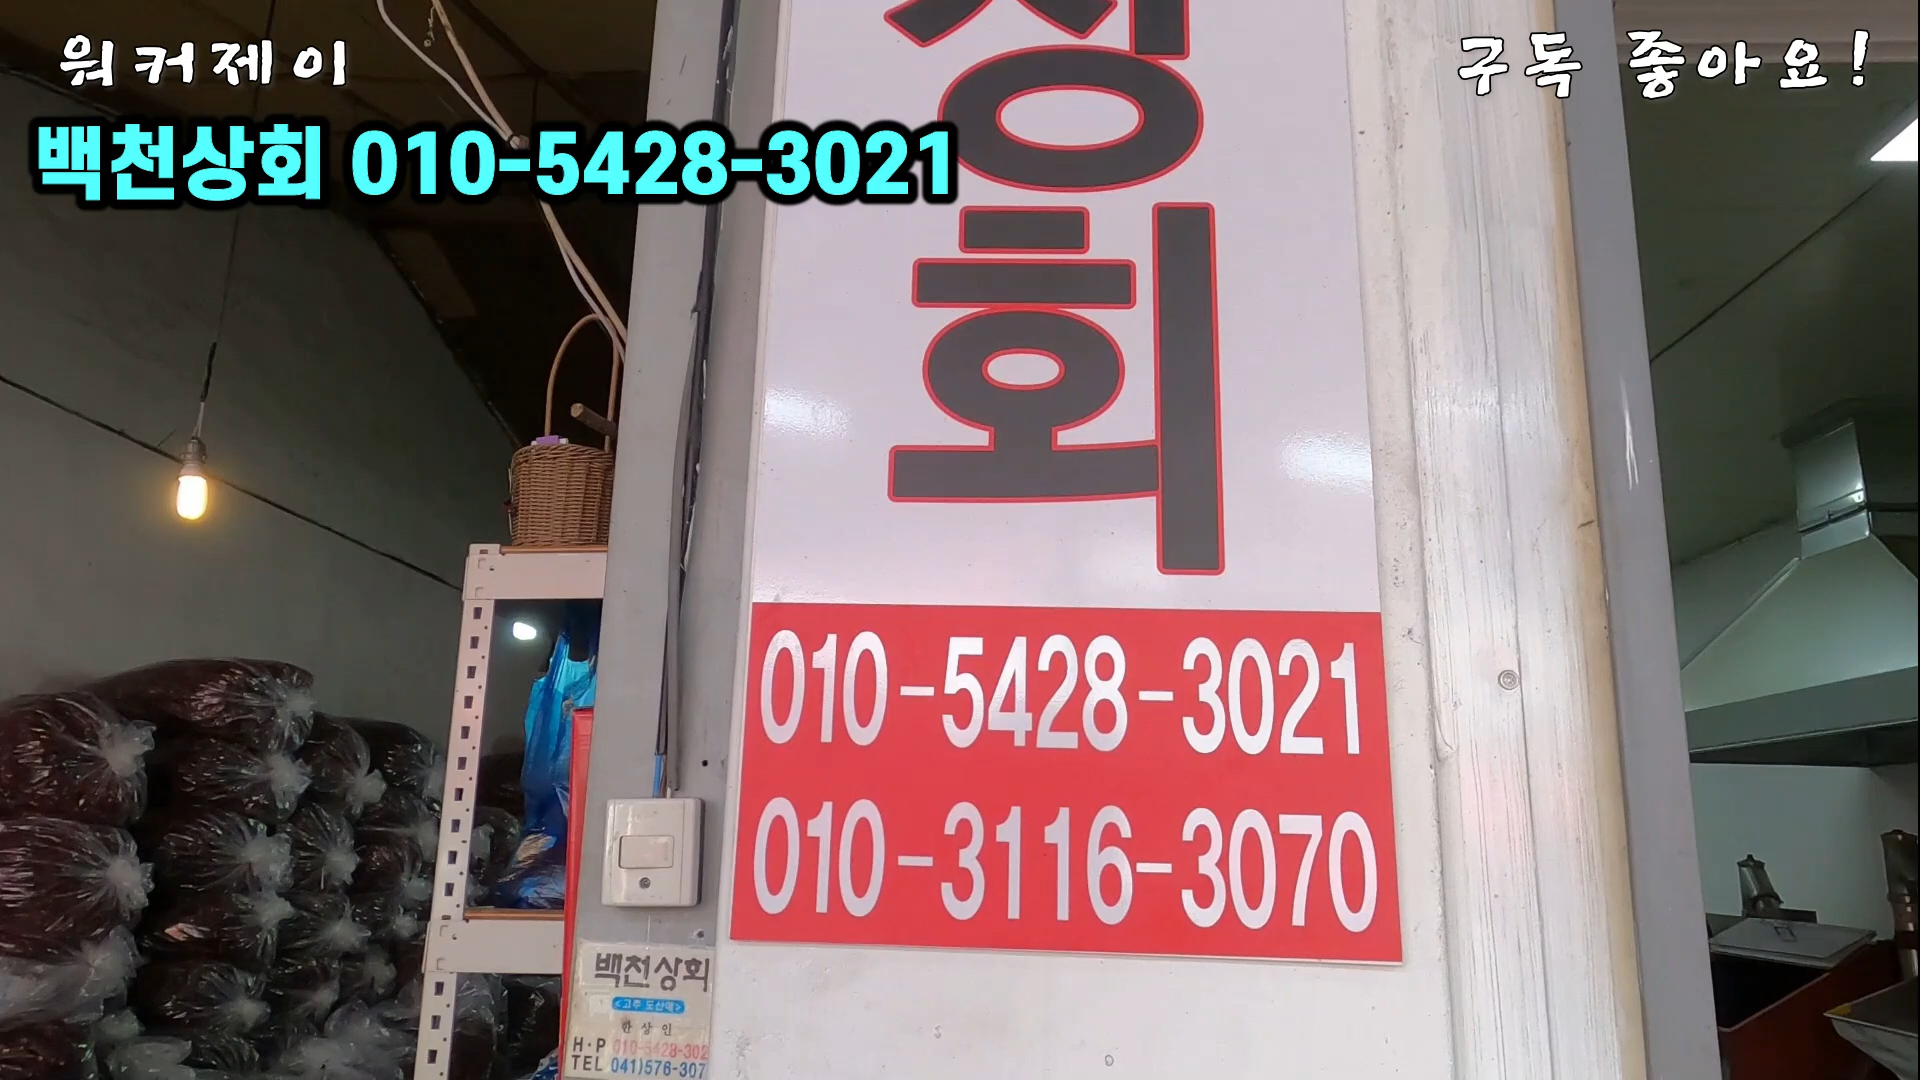 워커제이
구독 좋아요!
백천상회 010-5428-3021
상회
010-5428-3021
010-3116-3070
백천상회
<고추 도산매>
한상인
H·P 010-5428-302
TEL 041)576-307